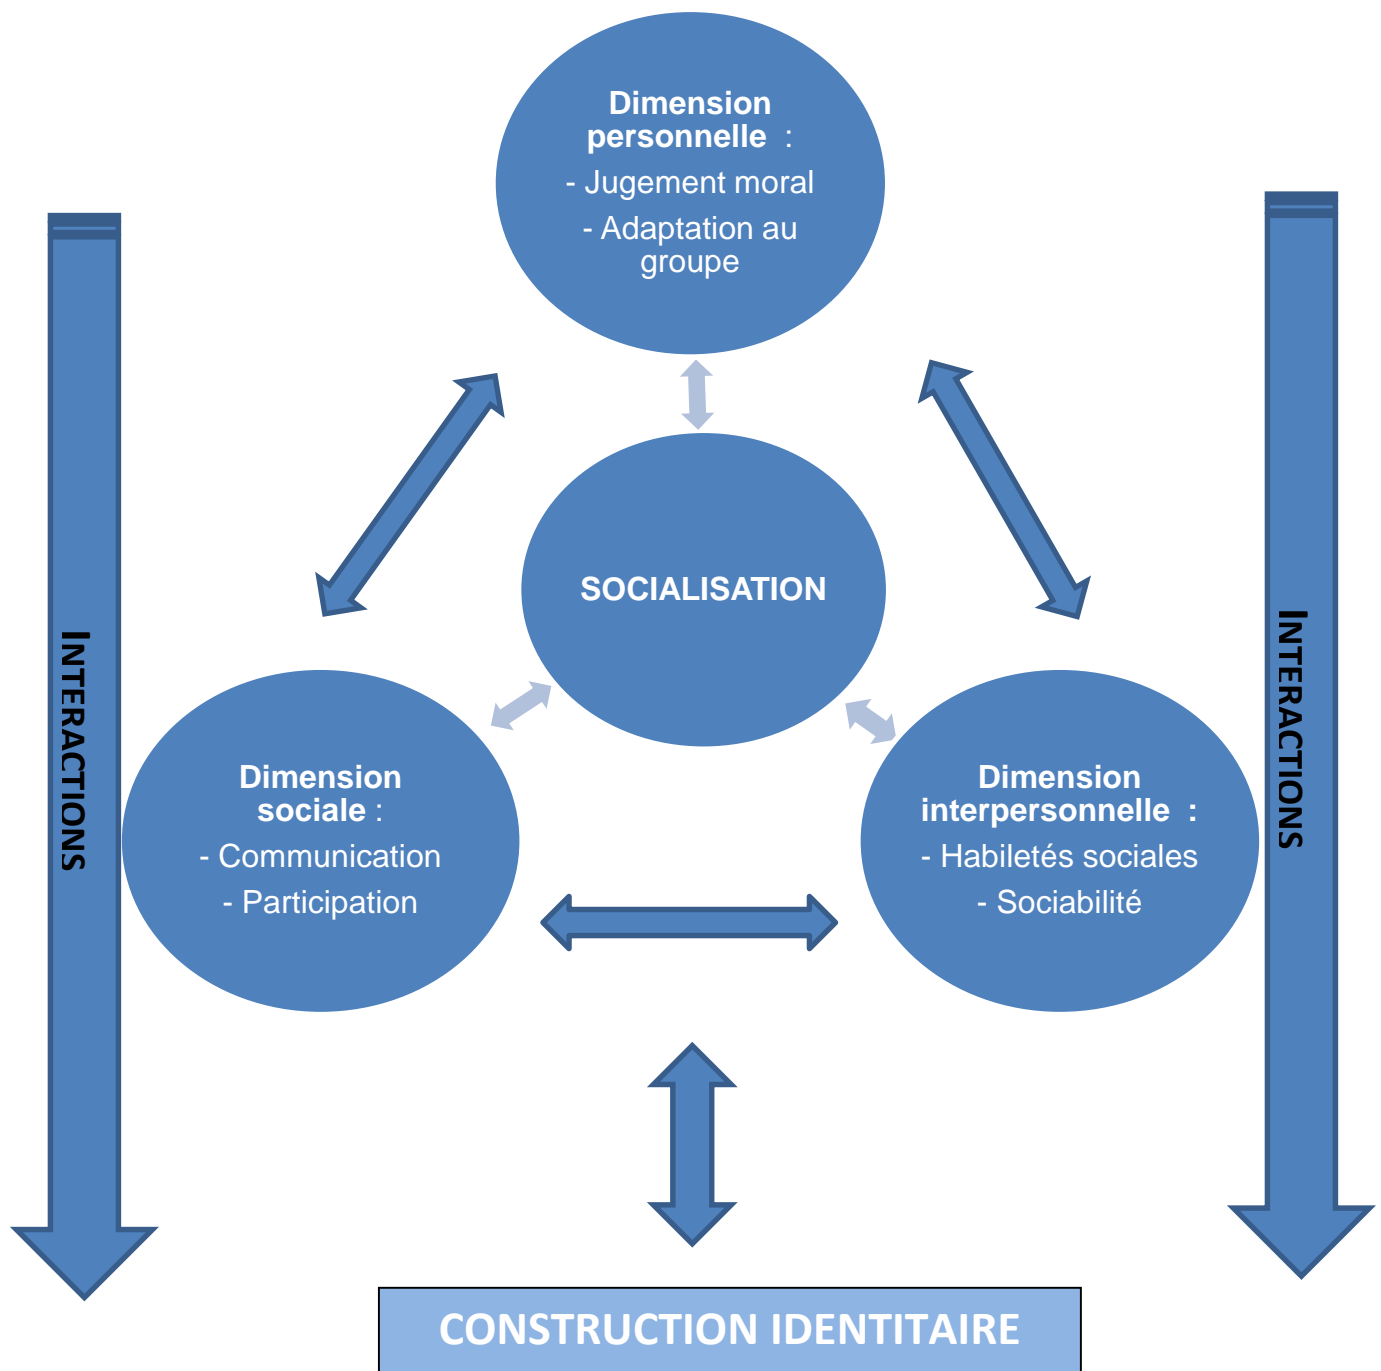 Dimension
personnelle :
- Jugement moral
- Adaptation au
groupe
SOCIALISATION
INTERACTIONS
INTERACTIONS
Dimension
sociale :
- Communication
- Participation
Dimension
interpersonnelle :
- Habiletés sociales
- Sociabilité
CONSTRUCTION IDENTITAIRE